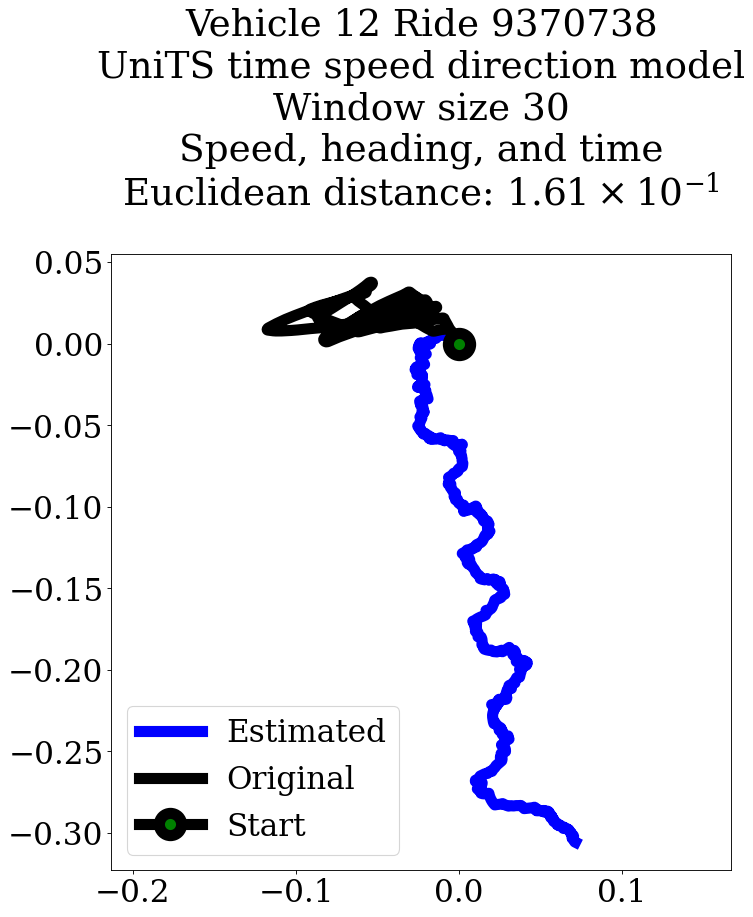 Vehicle 12 Ride 9370738
UniTS time speed direction model
Window size 30
Speed, heading, and time
Euclidean distance: 1.61 × 10⁻¹
0.05
0.00
−0.05
−0.10
−0.15
−0.20
−0.25
−0.30
Estimated
Original
Start
−0.2
−0.1
0.0
0.1